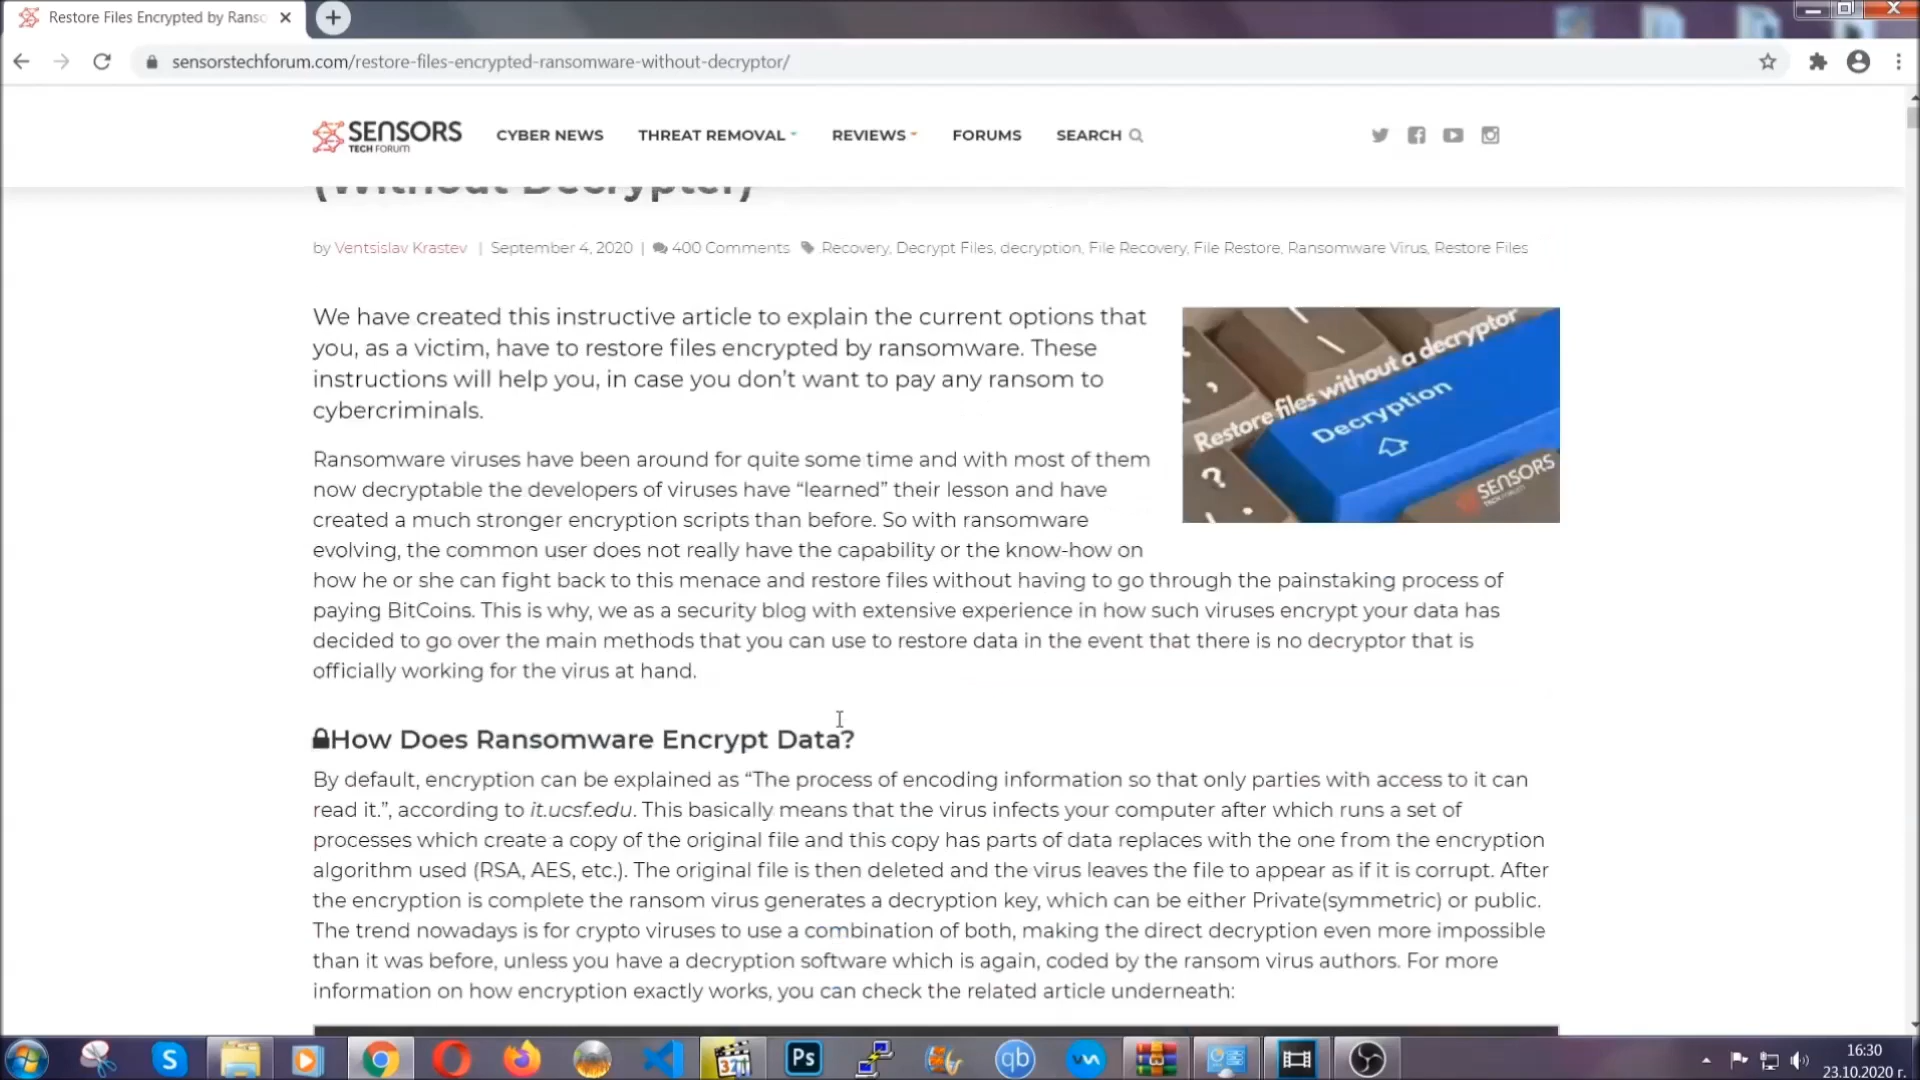 Restore Files Encrypted by Ranso
sensorstechforum.com/restore-files-encrypted-ransomware-without-decryptor/
SENSORS
TECH FORUM
CYBER NEWS THREAT REMOVAL REVIEWS FORUMS SEARCH
(Without Decrypter)
by Ventsislav Krastev | September 4, 2020 | 400 Comments Recovery, Decrypt Files, decryption, File Recovery, File Restore, Ransomware Virus, Restore Files
We have created this instructive article to explain the current options that
you, as a victim, have to restore files encrypted by ransomware. These
instructions will help you, in case you don’t want to pay any ransom to
cybercriminals.
Restore files without a decryptor
Decryption
SENSORS
Ransomware viruses have been around for quite some time and with most of them
now decryptable the developers of viruses have “learned” their lesson and have
created a much stronger encryption scripts than before. So with ransomware
evolving, the common user does not really have the capability or the know-how on
how he or she can fight back to this menace and restore files without having to go through the painstaking process of
paying BitCoins. This is why, we as a security blog with extensive experience in how such viruses encrypt your data has
decided to go over the main methods that you can use to restore data in the event that there is no decryptor that is
officially working for the virus at hand.
How Does Ransomware Encrypt Data?
By default, encryption can be explained as “The process of encoding information so that only parties with access to it can
read it.”, according to it.ucsf.edu. This basically means that the virus infects your computer after which runs a set of
processes which create a copy of the original file and this copy has parts of data replaces with the one from the encryption
algorithm used (RSA, AES, etc.). The original file is then deleted and the virus leaves the file to appear as if it is corrupt. After
the encryption is complete the ransom virus generates a decryption key, which can be either Private(symmetric) or public.
The trend nowadays is for crypto viruses to use a combination of both, making the direct decryption even more impossible
than it was before, unless you have a decryption software which is again, coded by the ransom virus authors. For more
information on how encryption exactly works, you can check the related article underneath:
S
321
Ps
qb
16:30
23.10.2020 г.